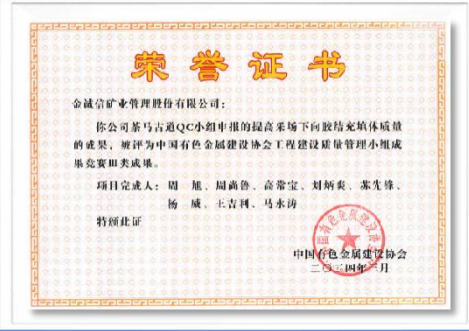 荣誉证书
金诚信矿业管理股份有限公司：
你公司茶马古道QC小组申报的提高采场下向胶结充填体质量
的成果，被评为中国有色金属建设协会工程建设质量管理小组成
果竞赛Ⅲ类成果。
项目完成人：周 旭、周尚鲁、高常宝、刘炳炎、苏先锋、
杨 威、王吉利、马永涛
特颁此证
中国有色金属建设协会
二〇二四年 月